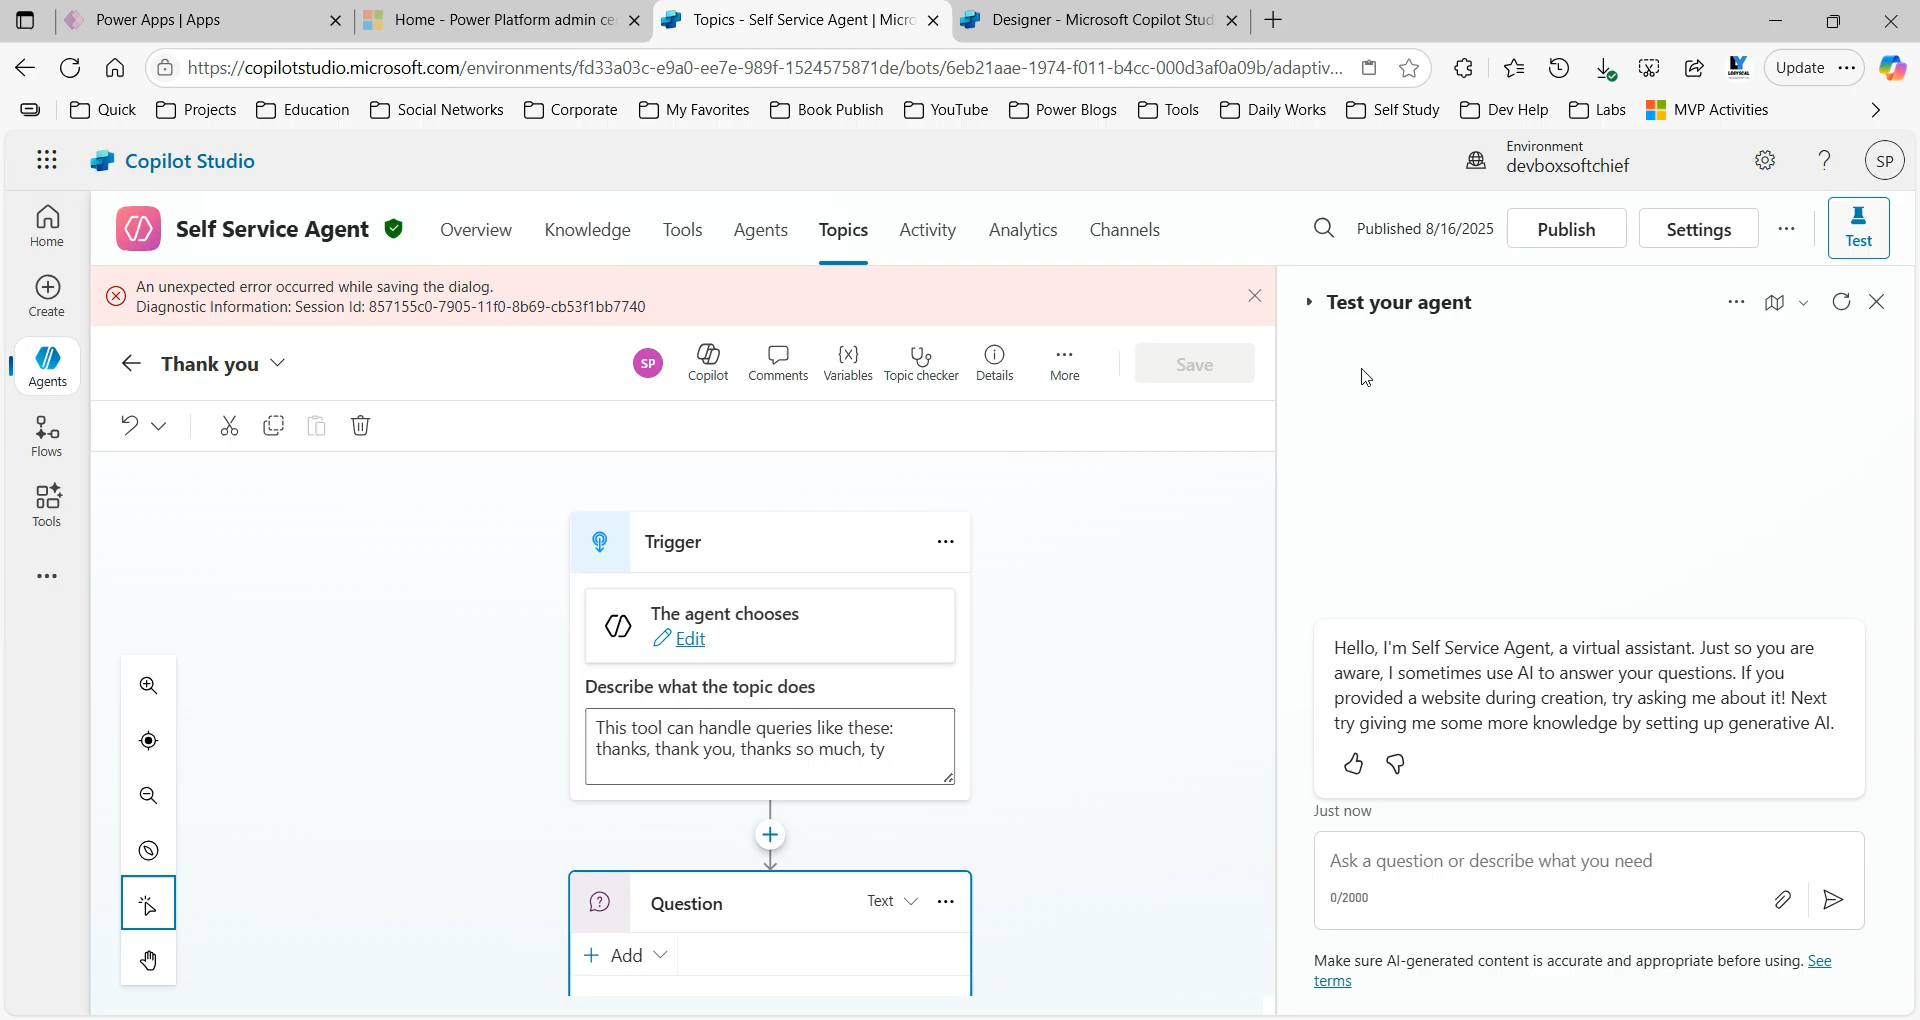 Power Apps | Apps
Home - Power Platform admin ce
Topics - Self Service Agent | Micro
Designer - Microsoft Copilot Stud
https://copilotstudio.microsoft.com/environments/fd33a03c-e9a0-ee7e-989f-1524575871de/bots/6eb21aae-1974-f011-b4cc-000d3af0a09b/adaptiv...
Update
Quick
Projects
Education
Social Networks
Corporate
My Favorites
Book Publish
YouTube
Power Blogs
Tools
Daily Works
Self Study
Dev Help
Labs
MVP Activities
Copilot Studio
Environment
devboxsoftchief
SP
Home
Create
Agents
Flows
Tools
Self Service Agent
Overview
Knowledge
Tools
Agents
Topics
Activity
Analytics
Channels
Published 8/16/2025
Publish
Settings
Test
An unexpected error occurred while saving the dialog.
Diagnostic Information: Session Id: 857155c0-7905-11f0-8b69-cb53f1bb7740
Thank you
SP
Copilot
Comments
Variables
Topic checker
Details
More
Save
Trigger
The agent chooses
Edit
Describe what the topic does
This tool can handle queries like these:
thanks, thank you, thanks so much, ty
Question
Text
Add
Test your agent
Hello, I'm Self Service Agent, a virtual assistant. Just so you are
aware, I sometimes use AI to answer your questions. If you
provided a website during creation, try asking me about it! Next
try giving me some more knowledge by setting up generative AI.
Just now
Ask a question or describe what you need
0/2000
Make sure AI-generated content is accurate and appropriate before using. See
terms